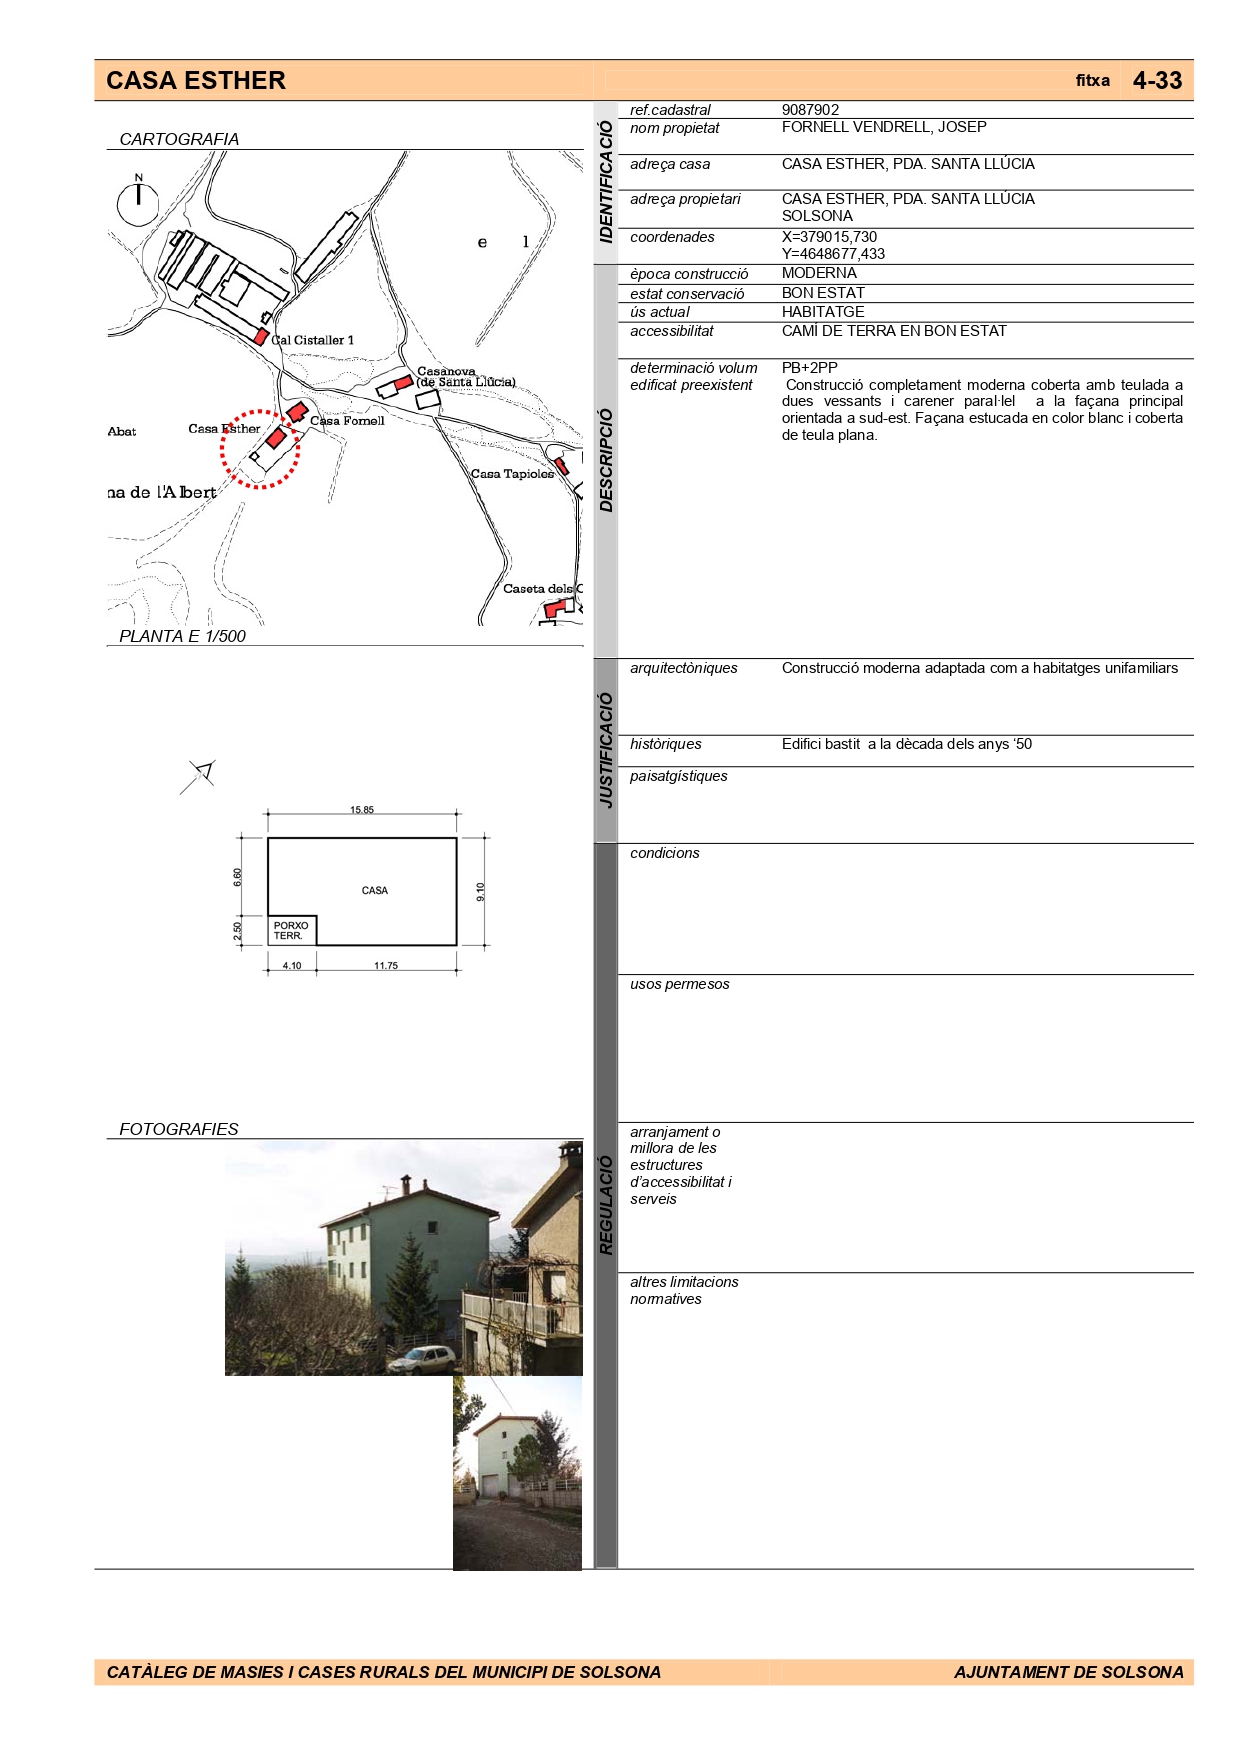 CASA ESTHER
fitxa 4-33
CARTOGRAFIA
N
e l
Cal Cistaller 1
Casanova
(de Santa Llúcia)
Casa Fornell
Casa Esther
Abat
Casa Tapioles
na de l'Albert
Caseta dels C
PLANTA E 1/500
15.85
6.60
CASA
9.10
2.50
PORXO
TERR.
4.10
11.75
FOTOGRAFIES
IDENTIFICACIÓ
ref.cadastral 9087902
nom propietat FORNELL VENDRELL, JOSEP
adreça casa CASA ESTHER, PDA. SANTA LLÚCIA
adreça propietari CASA ESTHER, PDA. SANTA LLÚCIA
SOLSONA
coordenades X=379015,730
Y=4648677,433
DESCRIPCIÓ
època construcció MODERNA
estat conservació BON ESTAT
ús actual HABITATGE
accessibilitat CAMÍ DE TERRA EN BON ESTAT
determinació volum PB+2PP
edificat preexistent Construcció completament moderna coberta amb teulada a
dues vessants i carener paral·lel a la façana principal
orientada a sud-est. Façana estucada en color blanc i coberta
de teula plana.
JUSTIFICACIÓ
arquitectòniques Construcció moderna adaptada com a habitatges unifamiliars
històriques Edifici bastit a la dècada dels anys ‘50
paisatgístiques
REGULACIÓ
condicions
usos permesos
arranjament o
millora de les
estructures
d’accessibilitat i
serveis
altres limitacions
normatives
CATÀLEG DE MASIES I CASES RURALS DEL MUNICIPI DE SOLSONA
AJUNTAMENT DE SOLSONA